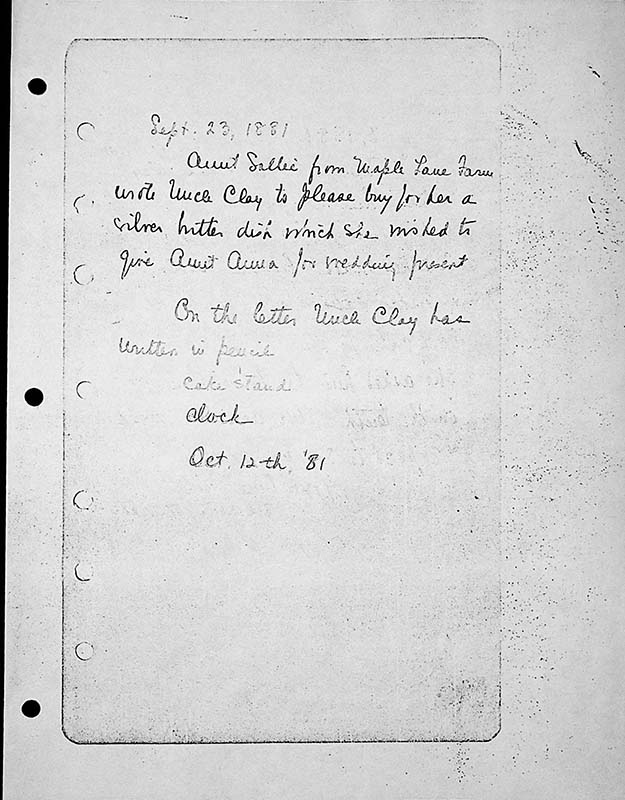 Sept. 23, 1881
Aunt Sallie from Maple Lane Farm
wrote Uncle Clay to please buy for her a
silver butter dish which she wished to
give Aunt Anna for wedding present
On the letter Uncle Clay has
written in pencil
cake stand
clock
Oct. 12th, '81